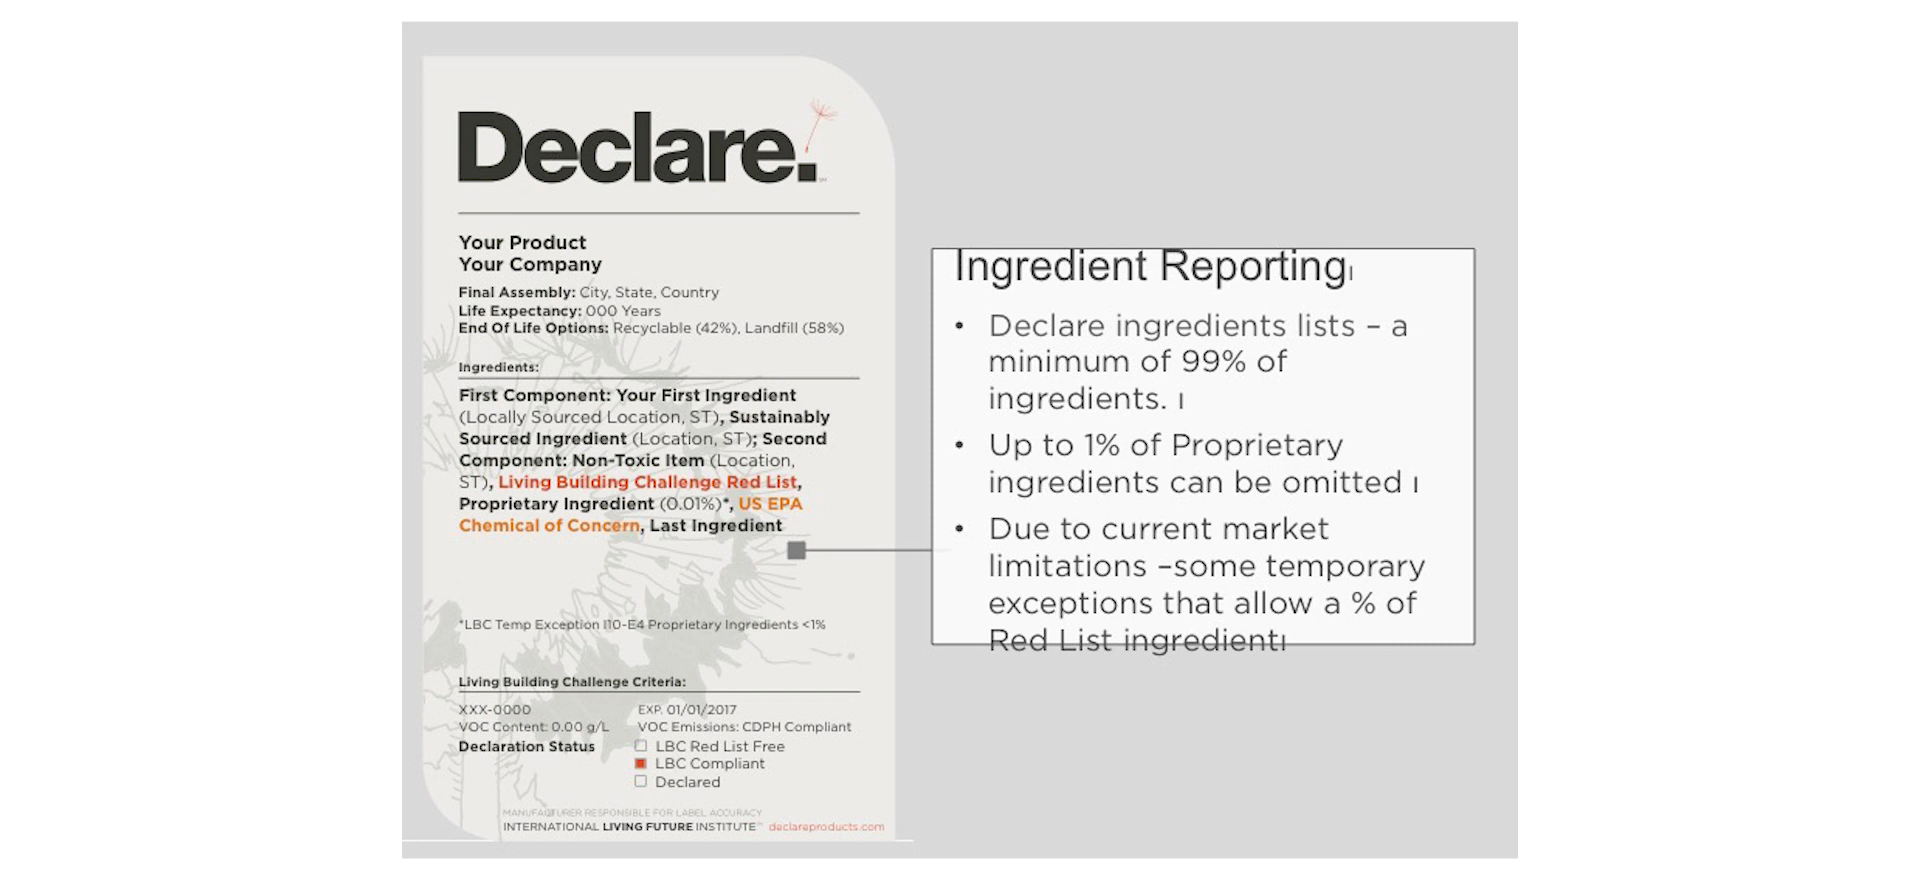 Declare.
Your Product
Your Company
Final Assembly: City, State, Country
Life Expectancy: 000 Years
End Of Life Options: Recyclable (42%), Landfill (58%)
Ingredients:
First Component: Your First Ingredient
(Locally Sourced Location, ST), Sustainably
Sourced Ingredient (Location, ST); Second
Component: Non-Toxic Item (Location,
ST), Living Building Challenge Red List,
Proprietary Ingredient (0.01%)*, US EPA
Chemical of Concern, Last Ingredient
*LBC Temp Exception I10-E4 Proprietary Ingredients <1%
Living Building Challenge Criteria:
XXX-0000 EXP. 01/01/2017
VOC Content: 0.00 g/L VOC Emissions: CDPH Compliant
Declaration Status LBC Red List Free
LBC Compliant
Declared
MANUFACTURER RESPONSIBLE FOR LABEL ACCURACY
INTERNATIONAL LIVING FUTURE INSTITUTE℠ declareproducts.com
Ingredient Reporting
• Declare ingredients lists – a
minimum of 99% of
ingredients.
• Up to 1% of Proprietary
ingredients can be omitted
• Due to current market
limitations –some temporary
exceptions that allow a % of
Red List ingredient